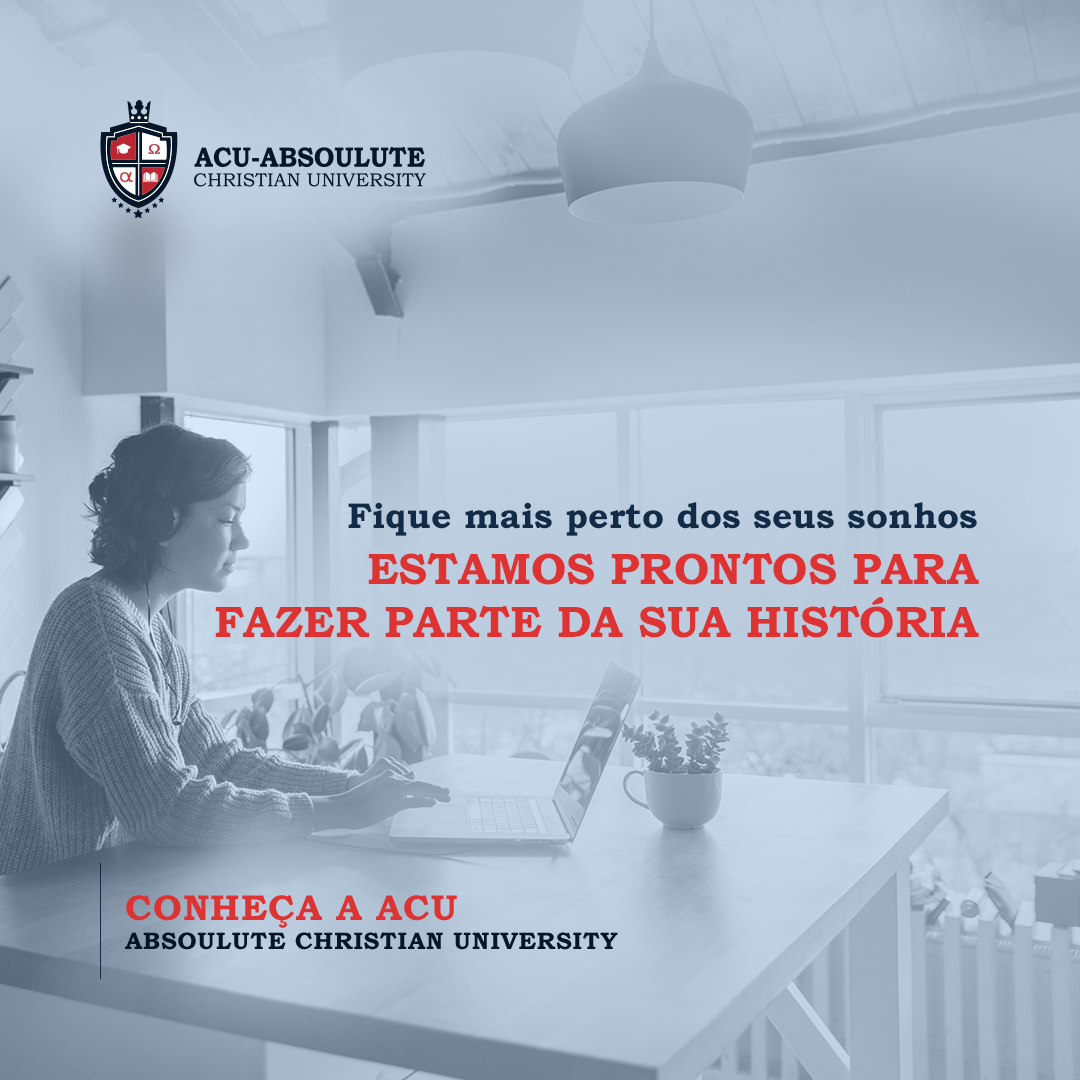 ACU-ABSOULUTE
CHRISTIAN UNIVERSITY
Ω
α
Fique mais perto dos seus sonhos
ESTAMOS PRONTOS PARA
FAZER PARTE DA SUA HISTÓRIA
CONHEÇA A ACU
ABSOULUTE CHRISTIAN UNIVERSITY